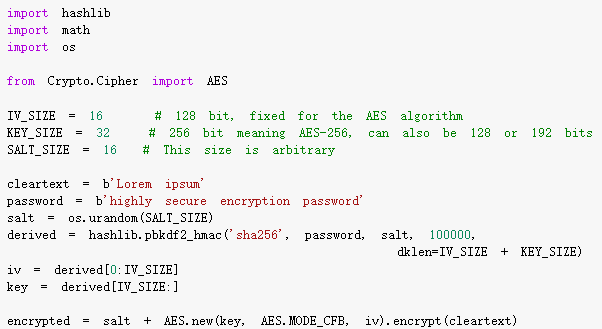 import hashlib
import math
import os
from Crypto.Cipher import AES
IV_SIZE = 16 # 128 bit, fixed for the AES algorithm
KEY_SIZE = 32 # 256 bit meaning AES-256, can also be 128 or 192 bits
SALT_SIZE = 16 # This size is arbitrary
cleartext = b'Lorem ipsum'
password = b'highly secure encryption password'
salt = os.urandom(SALT_SIZE)
derived = hashlib.pbkdf2_hmac('sha256', password, salt, 100000,
dklen=IV_SIZE + KEY_SIZE)
iv = derived[0:IV_SIZE]
key = derived[IV_SIZE:]
encrypted = salt + AES.new(key, AES.MODE_CFB, iv).encrypt(cleartext)